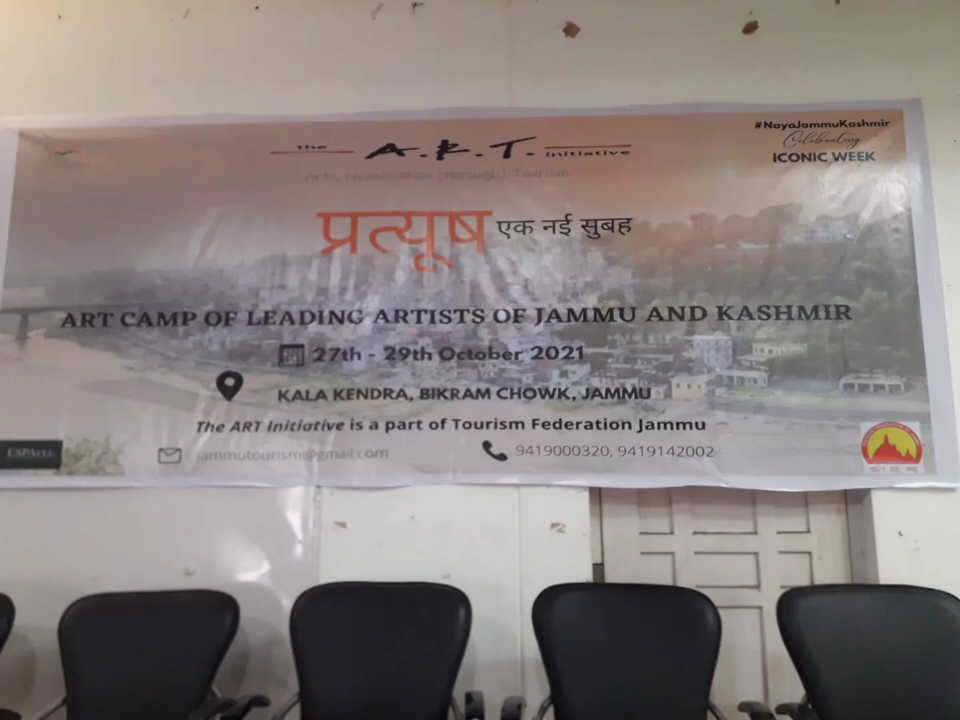 the A.R.T. initiative
Arts, Tourism
#NayaJammuKashmir
Celebrating
ICONIC WEEK
प्रत्यूष एक नई सुबह
ART CAMP OF LEADING ARTISTS OF JAMMU AND KASHMIR
27th - 29th October 2021
KALA KENDRA, BIKRAM CHOWK, JAMMU
The ART Initiative is a part of Tourism Federation Jammu
jammutourism@gmail.com
9419000320, 9419142002